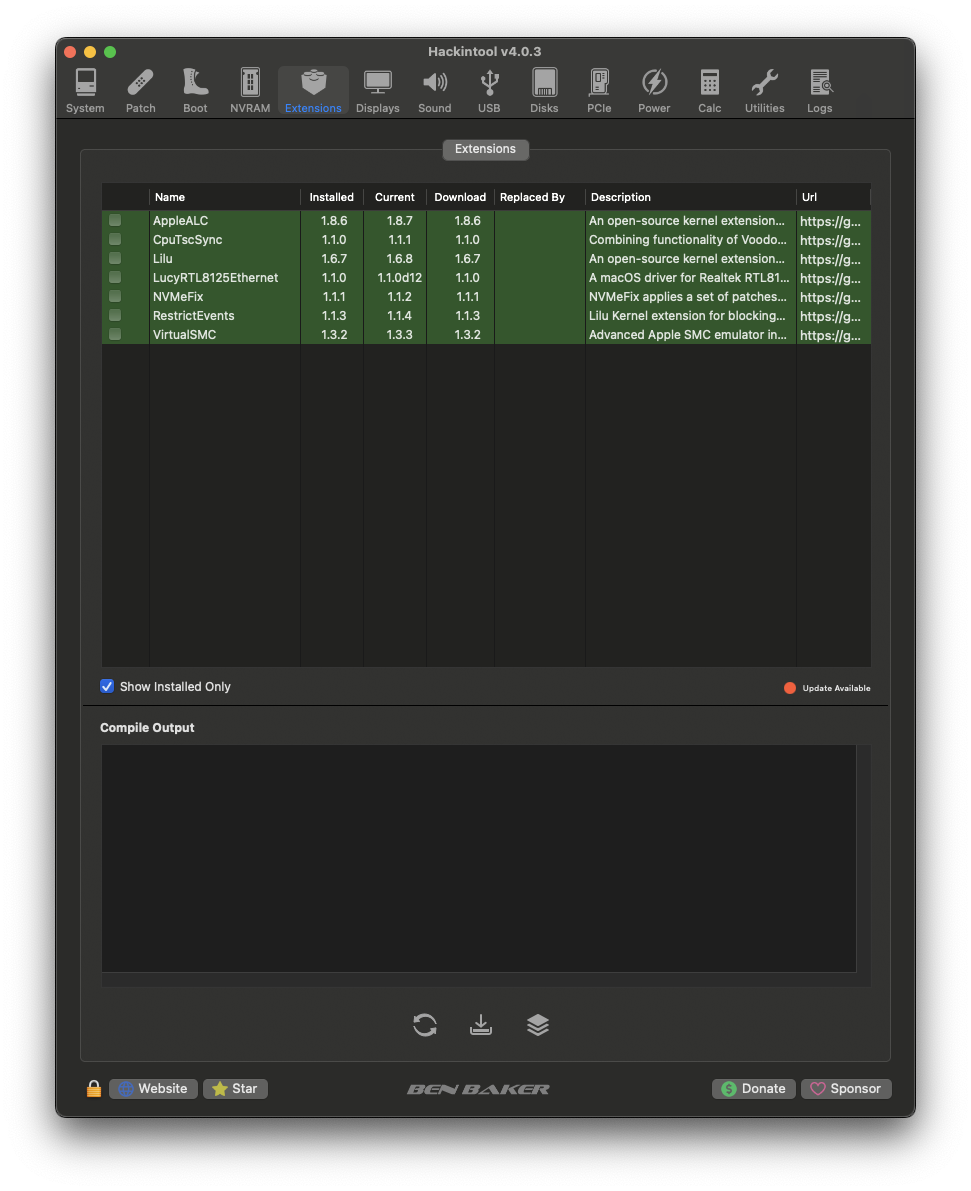 Hackintool v4.0.3
System Patch Boot NVRAM Extensions Displays Sound USB Disks PCIe Power Calc Utilities Logs
Extensions
Name Installed Current Download Replaced By Description Url
AppleALC 1.8.6 1.8.7 1.8.6 An open-source kernel extension... https://g...
CpuTscSync 1.1.0 1.1.1 1.1.0 Combining functionality of Voodo... https://g...
Lilu 1.6.7 1.6.8 1.6.7 An open-source kernel extension... https://g...
LucyRTL8125Ethernet 1.1.0 1.1.0d12 1.1.0 A macOS driver for Realtek RTL81... https://g...
NVMeFix 1.1.1 1.1.2 1.1.1 NVMeFix applies a set of patches... https://g...
RestrictEvents 1.1.3 1.1.4 1.1.3 Lilu Kernel extension for blocking... https://g...
VirtualSMC 1.3.2 1.3.3 1.3.2 Advanced Apple SMC emulator in... https://g...
Show Installed Only Update Available
Compile Output
Website Star BEN BAKER Donate Sponsor